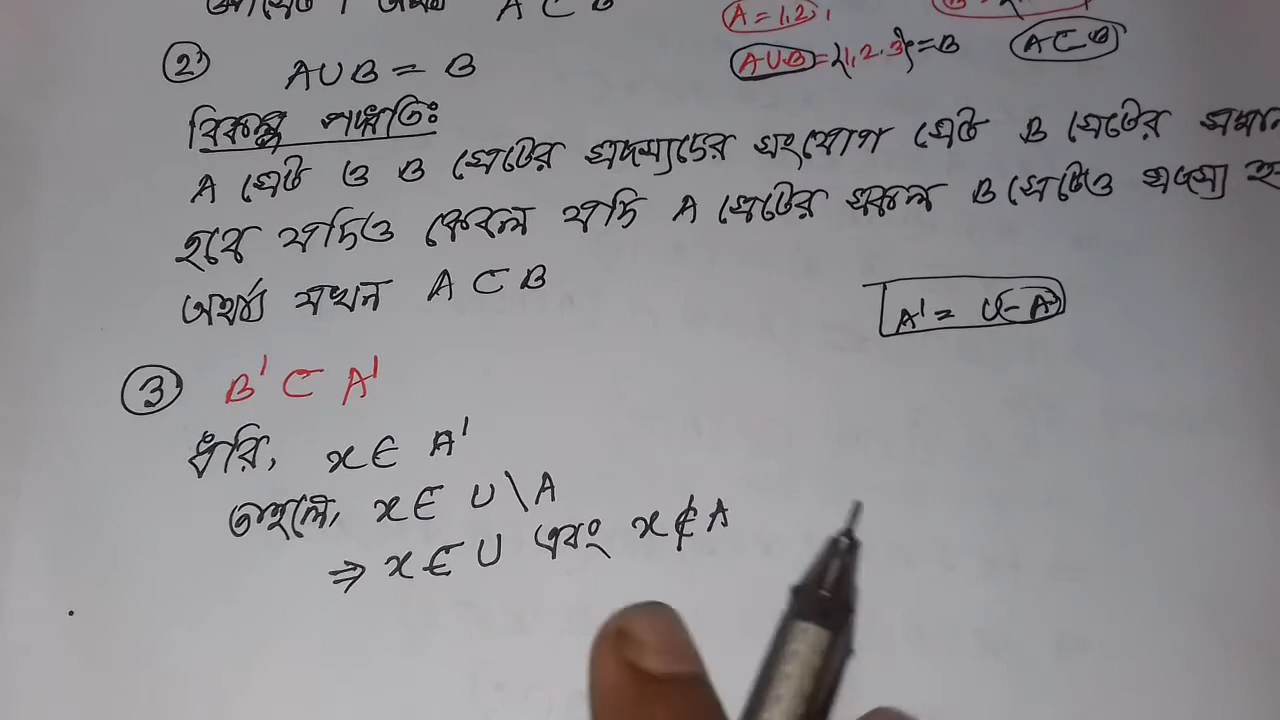 A ⊂ B
A = 1,2,
② A∪B = B
A∪B = {1,2,3} = B A⊂B
বিকল্প পদ্ধতিঃ
A সেট ও B সেটের সদস্যদের সংযোগ সেট B সেটের সমান
হবে যদিও কেবল যদি A সেটের সকল B সেটেও সদস্য
অর্থাৎ যখন A ⊂ B
A' = U - A
③ B' ⊂ A'
ধরি, x ∈ A'
তাহলে, x ∈ U \ A
⇒ x ∈ U এবং x ∉ A